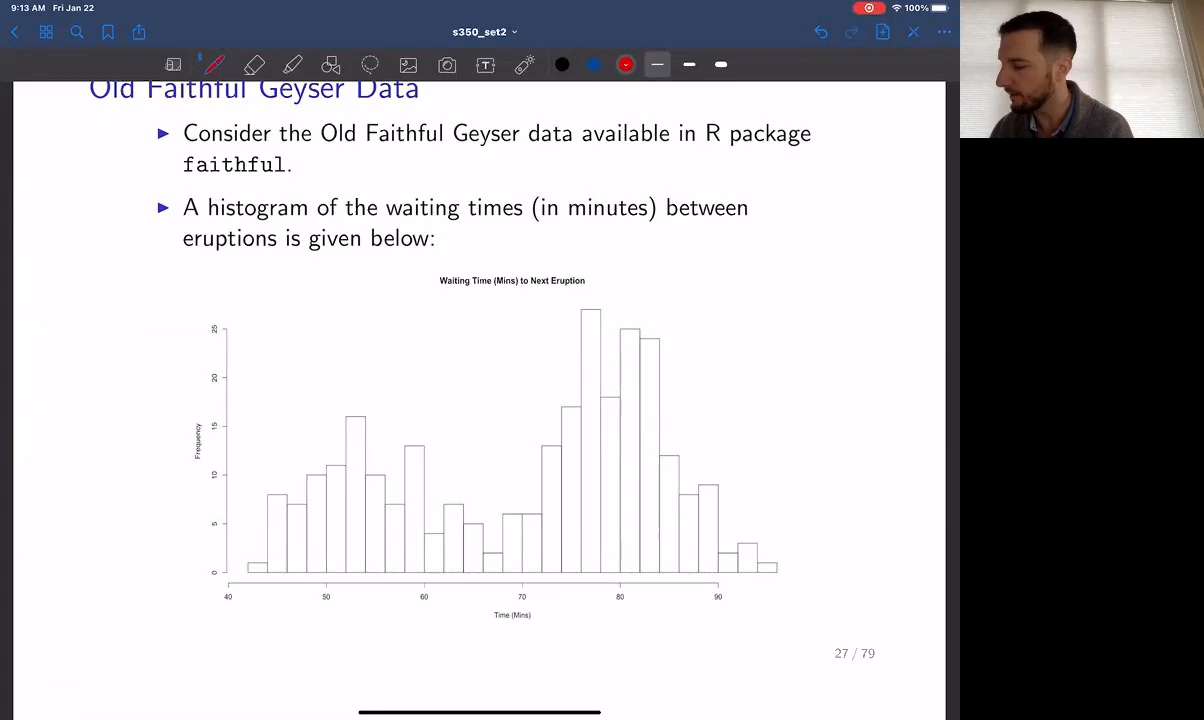 9:13 AM Fri Jan 22
100%
s350_set2
T
Old Faithful Geyser Data
Consider the Old Faithful Geyser data available in R package
faithful.
A histogram of the waiting times (in minutes) between
eruptions is given below:
Waiting Time (Mins) to Next Eruption
25
20
15
10
5
0
Frequency
40 50 60 70 80 90
Time (Mins)
27 / 79